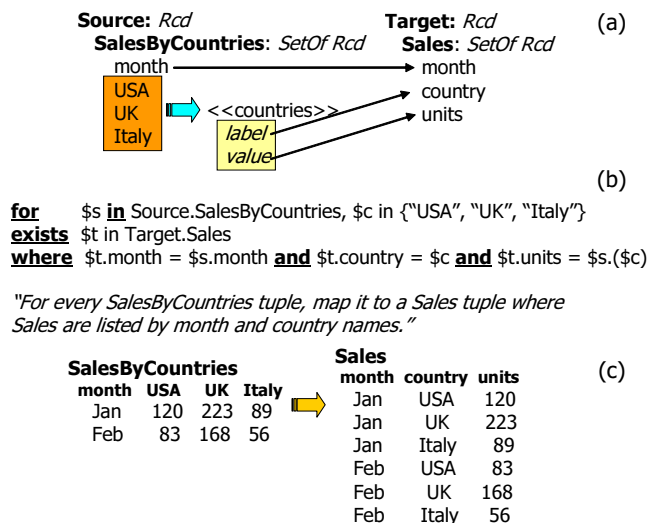 Source: Rcd Target: Rcd (a)
SalesByCountries: SetOf Rcd Sales: SetOf Rcd
month month
USA country
UK <<countries>> units
Italy label
value
(b)
for $s in Source.SalesByCountries, $c in {“USA”, “UK”, “Italy”}
exists $t in Target.Sales
where $t.month = $s.month and $t.country = $c and $t.units = $s.($c)
“For every SalesByCountries tuple, map it to a Sales tuple where
Sales are listed by month and country names.”
(c)
SalesByCountries
month USA UK Italy
Jan 120 223 89
Feb 83 168 56
Sales
month country units
Jan USA 120
Jan UK 223
Jan Italy 89
Feb USA 83
Feb UK 168
Feb Italy 56